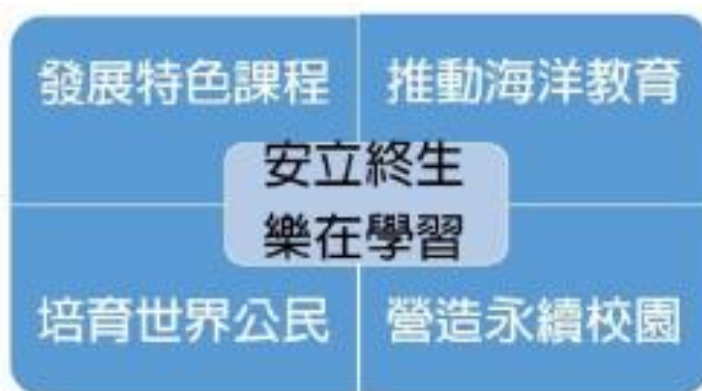 發展特色課程
推動海洋教育
安立終生
樂在學習
培育世界公民
營造永續校園